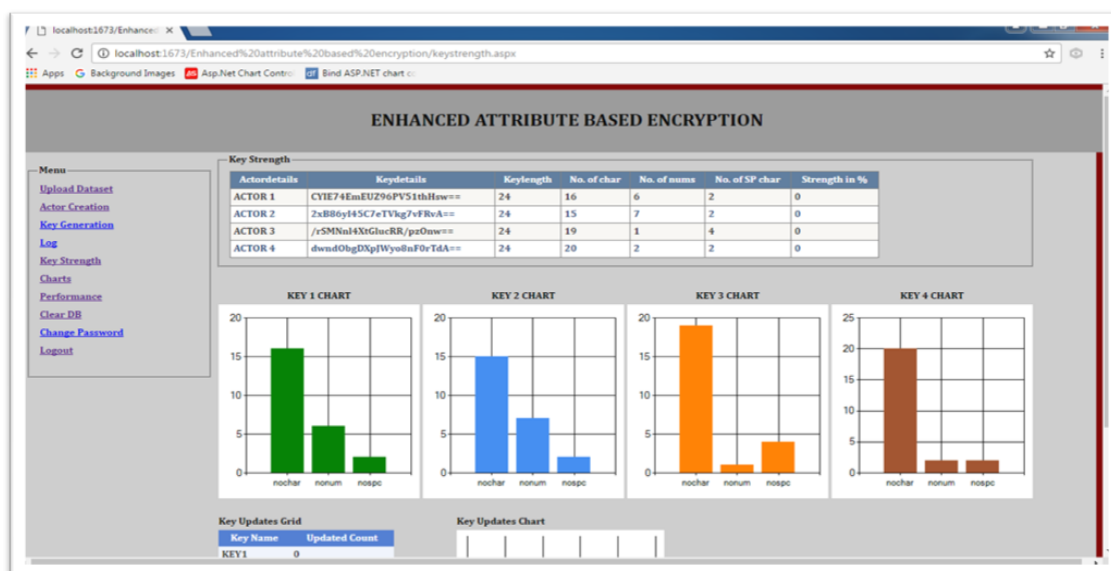 localhost:1673/Enhanced
localhost:1673/Enhanced%20attribute%20based%20encryption/keystrength.aspx
Apps Background Images Asp.Net Chart Contro Bind ASP.NET chart c
ENHANCED ATTRIBUTE BASED ENCRYPTION
Menu
Upload Dataset
Actor Creation
Key Generation
Log
Key Strength
Charts
Performance
Clear DB
Change Password
Logout
Key Strength
Actordetails Keydetails Keylength No. of char No. of nums No. of SP char Strength in %
ACTOR 1 CYIE74EmEUZ96PV51thHsw== 24 16 6 2 0
ACTOR 2 2xB86yI45C7eTVkg7vFRvA== 24 15 7 2 0
ACTOR 3 /rSMNnl4XtGlucRR/pzOnw== 24 19 1 4 0
ACTOR 4 dwndObgDXpJWyo8nF0rTdA== 24 20 2 2 0
KEY 1 CHART
20
15
10
5
0
nochar nonum nospc
KEY 2 CHART
20
15
10
5
0
nochar nonum nospc
KEY 3 CHART
20
15
10
5
0
nochar nonum nospc
KEY 4 CHART
25
20
15
10
5
0
nochar nonum nospc
Key Updates Grid
Key Name Updated Count
KEY1 0
Key Updates Chart